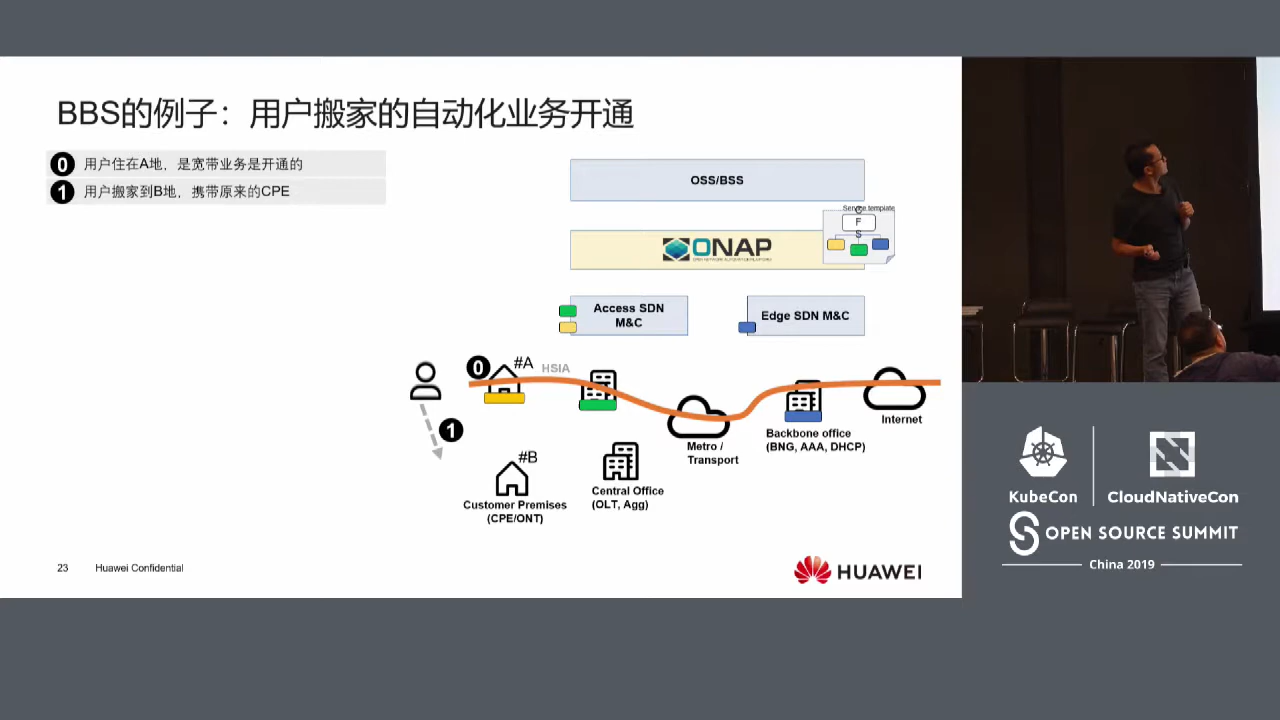 BBS的例子：用户搬家的自动化业务开通
0 用户住在A地，是宽带业务是开通的
1 用户搬家到B地，携带原来的CPE
OSS/BSS
Service template
C
F
S
ONAP
Access SDN
M&C
Edge SDN M&C
0
#A
HSIA
1
Internet
Backbone office
(BNG, AAA, DHCP)
Metro /
Transport
#B
Customer Premises
(CPE/ONT)
Central Office
(OLT, Agg)
23
Huawei Confidential
HUAWEI
KubeCon
CloudNativeCon
OPEN SOURCE SUMMIT
China 2019